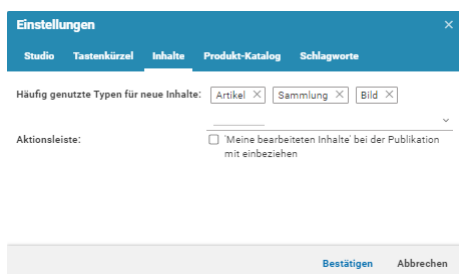 Einstellungen
Studio Tastenkürzel Inhalte Produkt-Katalog Schlagworte
Häufig genutzte Typen für neue Inhalte: Artikel Sammlung Bild
Aktionsleiste: 'Meine bearbeiteten Inhalte' bei der Publikation
mit einbeziehen
Bestätigen Abbrechen